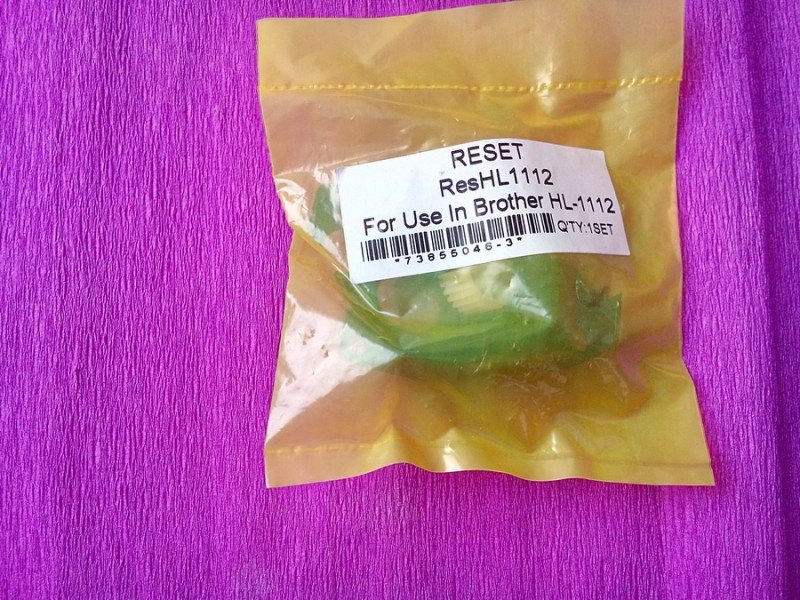 RESET
ResHL1112
For Use In Brother HL-1112
QTY:1SET
*73855046-3*